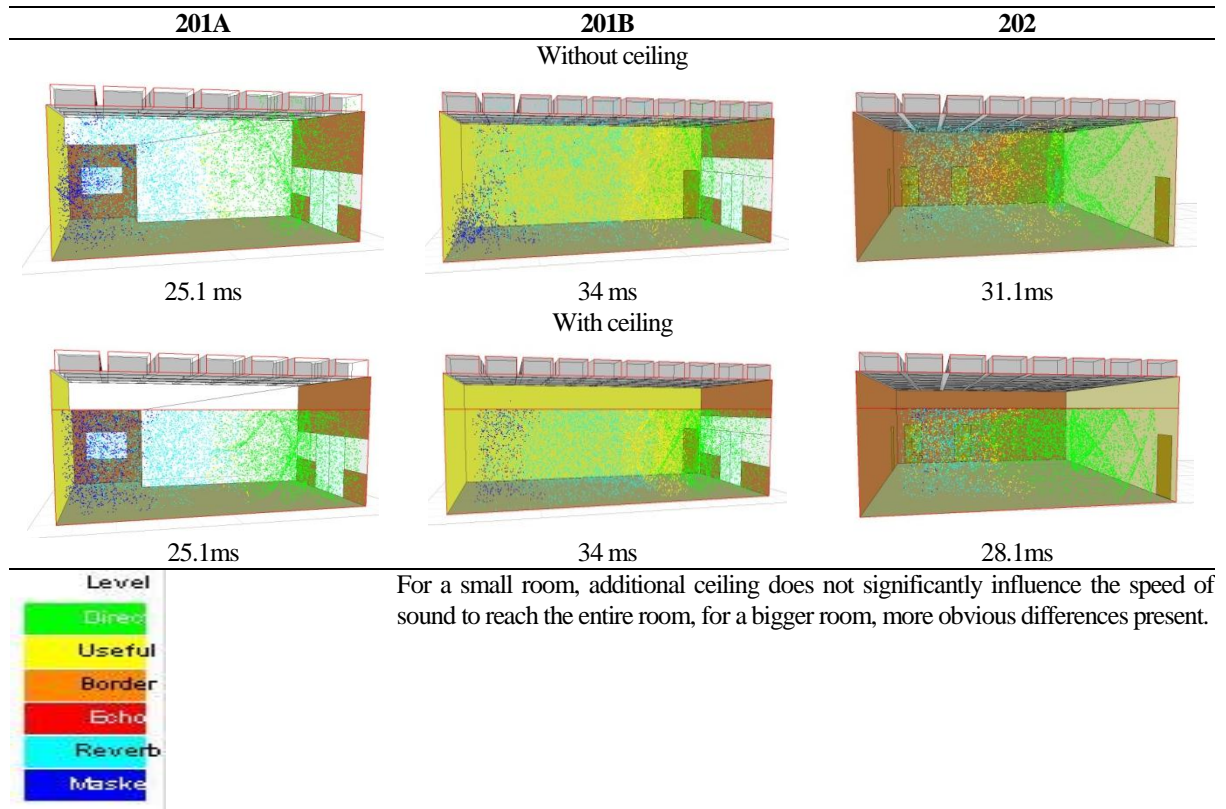 201A 201B 202
Without ceiling
25.1 ms 34 ms 31.1ms
With ceiling
25.1ms 34 ms 28.1ms
Level
Direc
Useful
Border
Echo
Reverb
Maske
For a small room, additional ceiling does not significantly influence the speed of
sound to reach the entire room, for a bigger room, more obvious differences present.